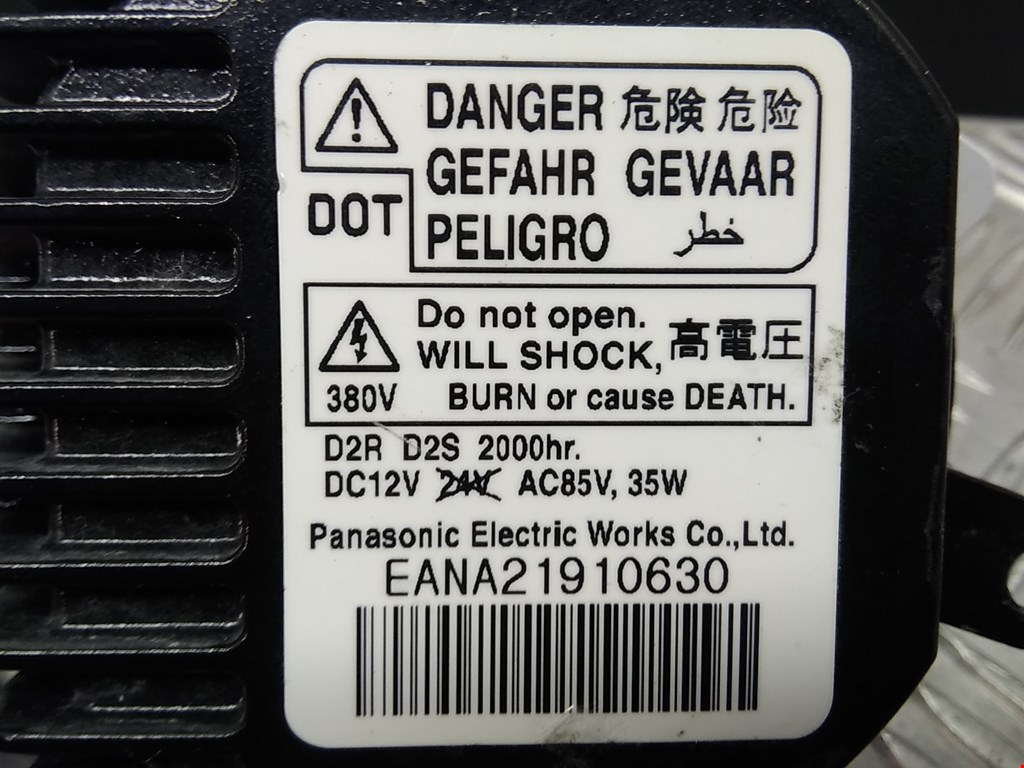 DANGER 危険 危险
GEFAHR GEVAAR
DOT
PELIGRO خطر
Do not open.
WILL SHOCK, 高電圧
380V BURN or cause DEATH.
D2R D2S 2000hr.
DC12V 24V AC85V, 35W
Panasonic Electric Works Co.,Ltd.
EANA21910630